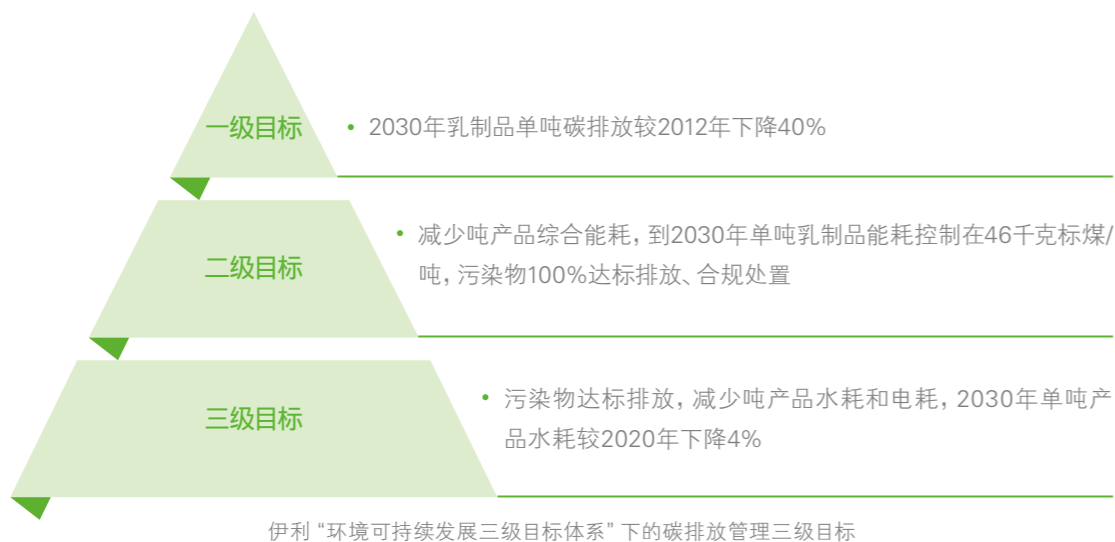 一级目标
• 2030年乳制品单吨碳排放较2012年下降40%
二级目标
• 减少吨产品综合能耗，到2030年单吨乳制品能耗控制在46千克标煤/
吨，污染物100%达标排放、合规处置
三级目标
• 污染物达标排放，减少吨产品水耗和电耗，2030年单吨产
品水耗较2020年下降4%
伊利“环境可持续发展三级目标体系”下的碳排放管理三级目标